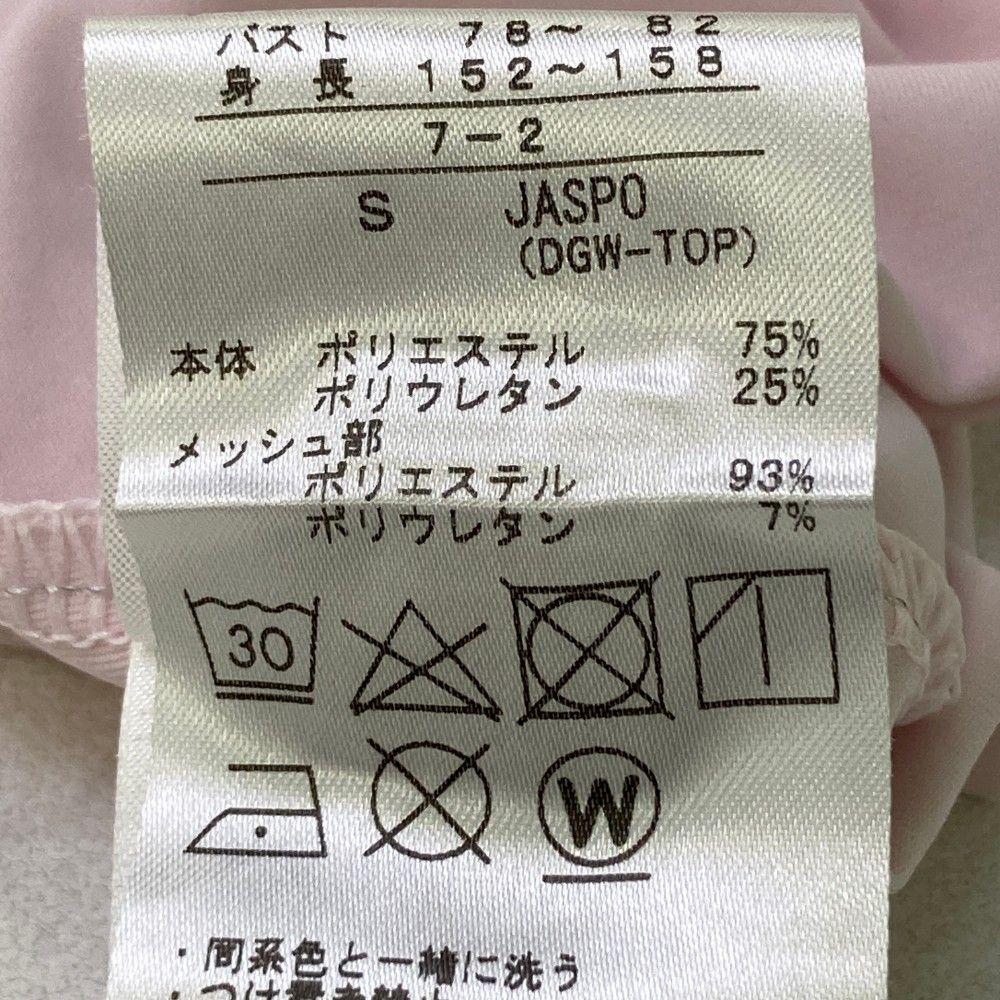 バスト 78～ 82
身 長 152～158
7-2
S JASPO
(DGW-TOP)
本体 ポリエステル 75%
ポリウレタン 25%
メッシュ部
ポリエステル 93%
ポリウレタン 7%
30
W
・同系色と一緒に洗う